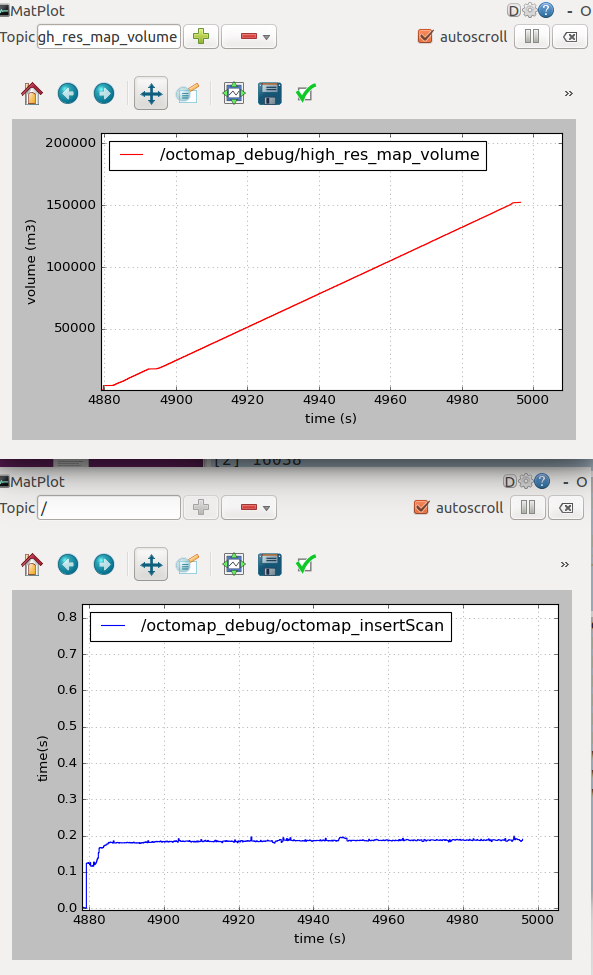 MatPlot D - O
Topic gh_res_map_volume autoscroll
»
/octomap_debug/high_res_map_volume
200000
150000
100000
50000
volume (m3)
4880 4900 4920 4940 4960 4980 5000
time (s)
[2] 16058
MatPlot D - O
Topic / autoscroll
»
/octomap_debug/octomap_insertScan
0.8
0.7
0.6
0.5
0.4
0.3
0.2
0.1
0.0
time(s)
4880 4900 4920 4940 4960 4980 5000
time (s)